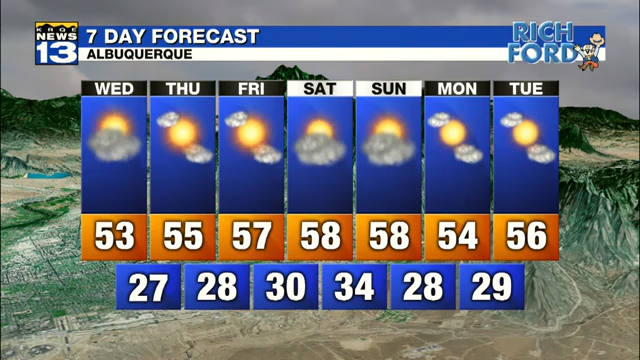 KRQE
NEWS
13
7 DAY FORECAST
ALBUQUERQUE
RICH
FORD
WED THU FRI SAT SUN MON TUE
53 55 57 58 58 54 56
27 28 30 34 28 29